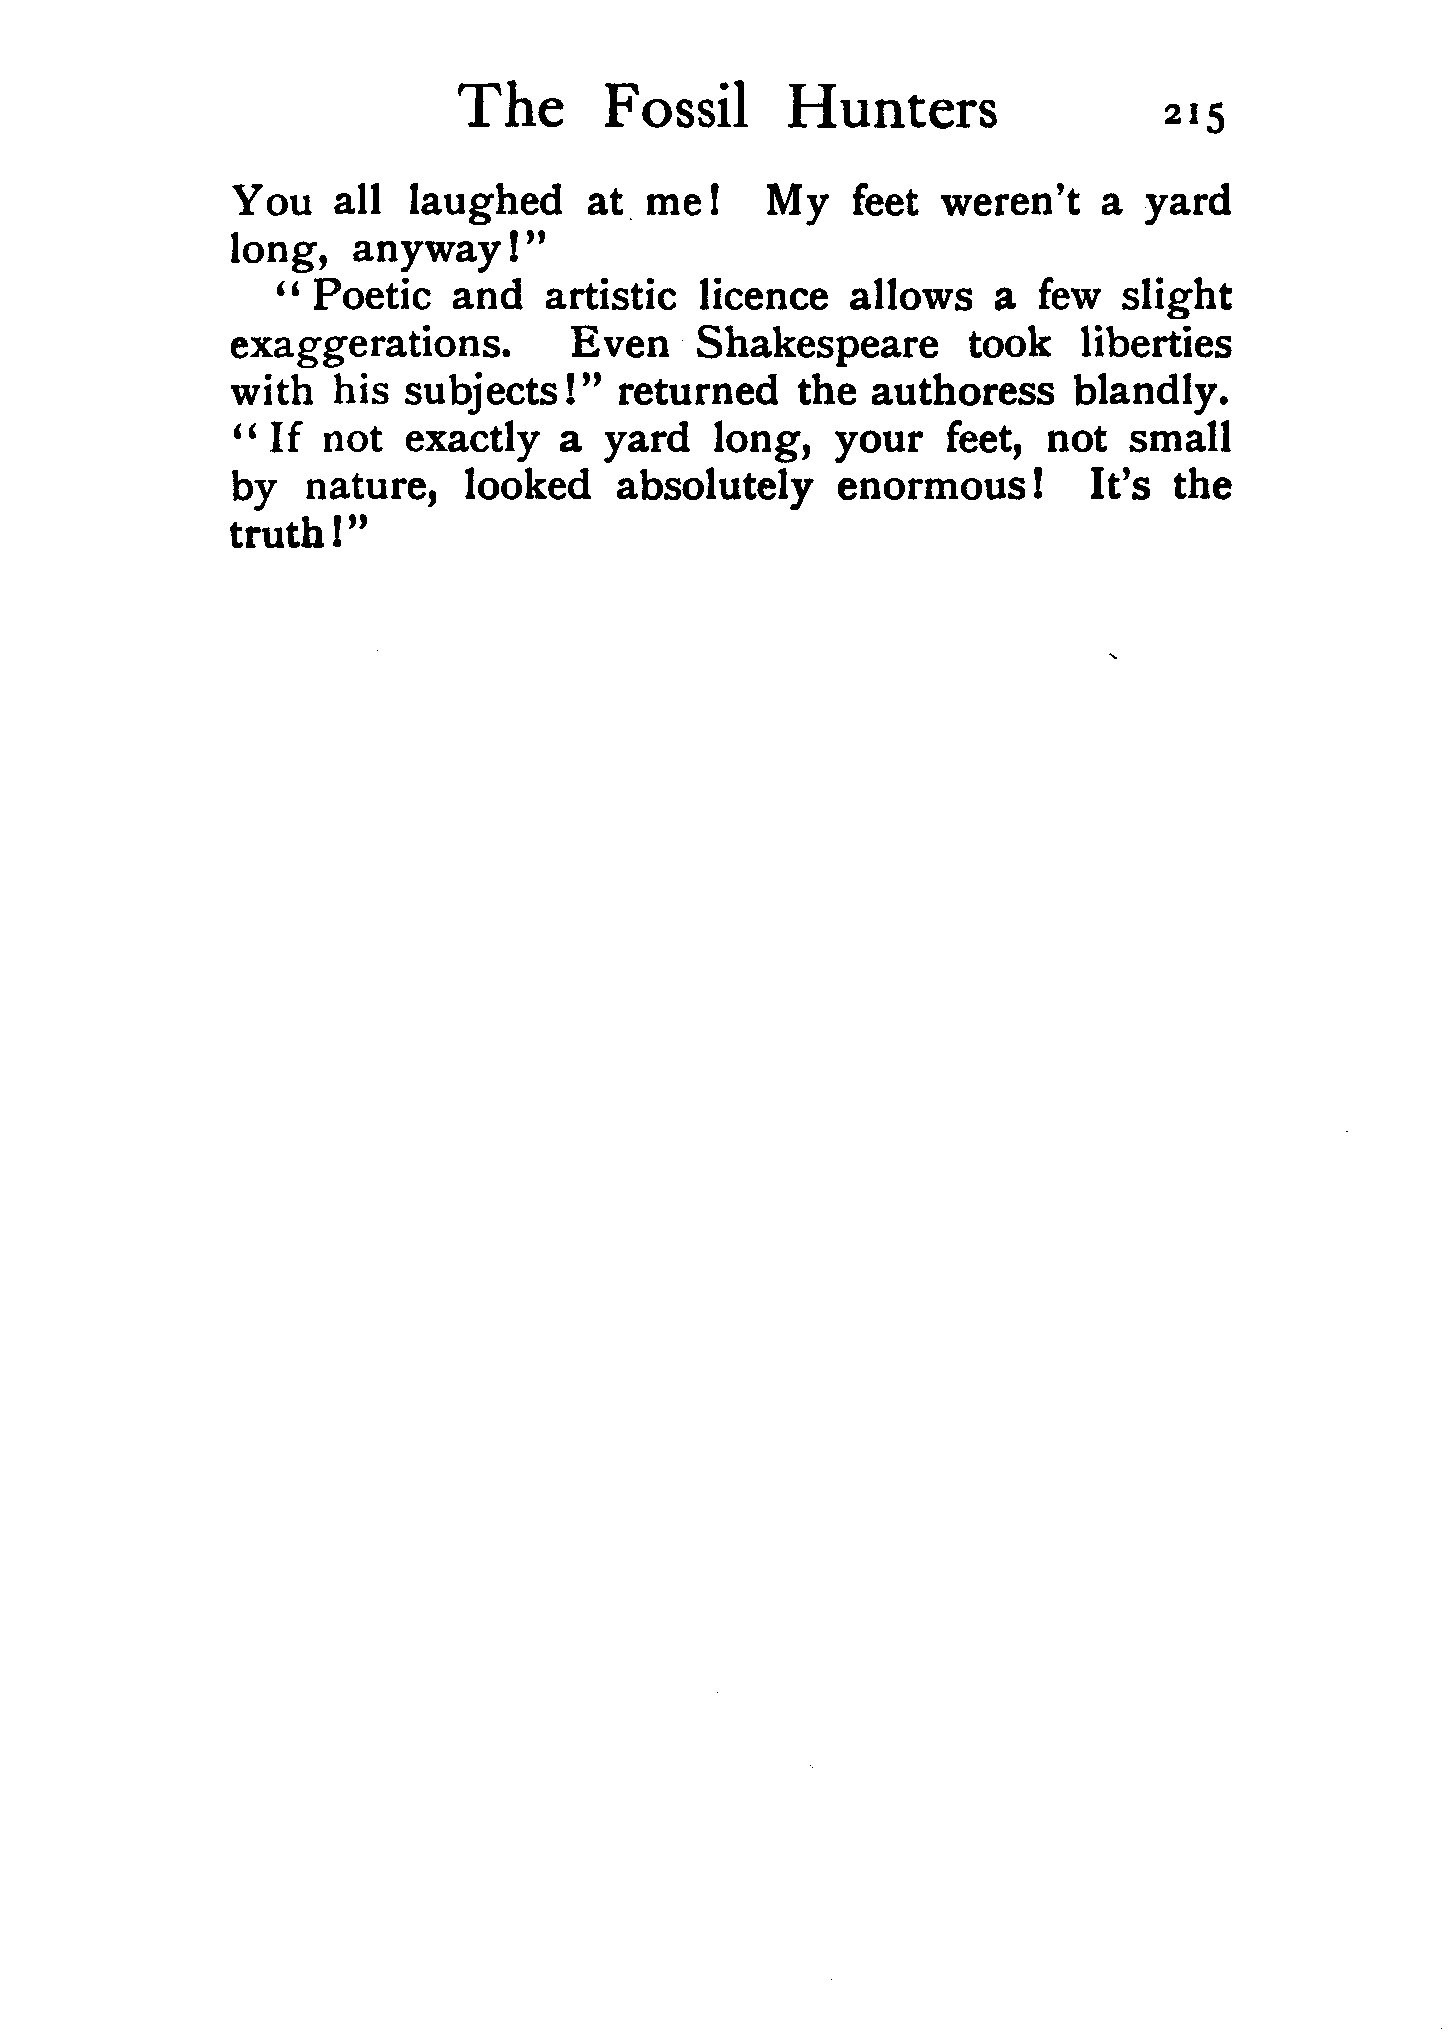 The Fossil Hunters 215
You all laughed at me! My feet weren't a yard
long, anyway!"
"Poetic and artistic licence allows a few slight
exaggerations. Even Shakespeare took liberties
with his subjects!" returned the authoress blandly.
"If not exactly a yard long, your feet, not small
by nature, looked absolutely enormous! It's the
truth!"